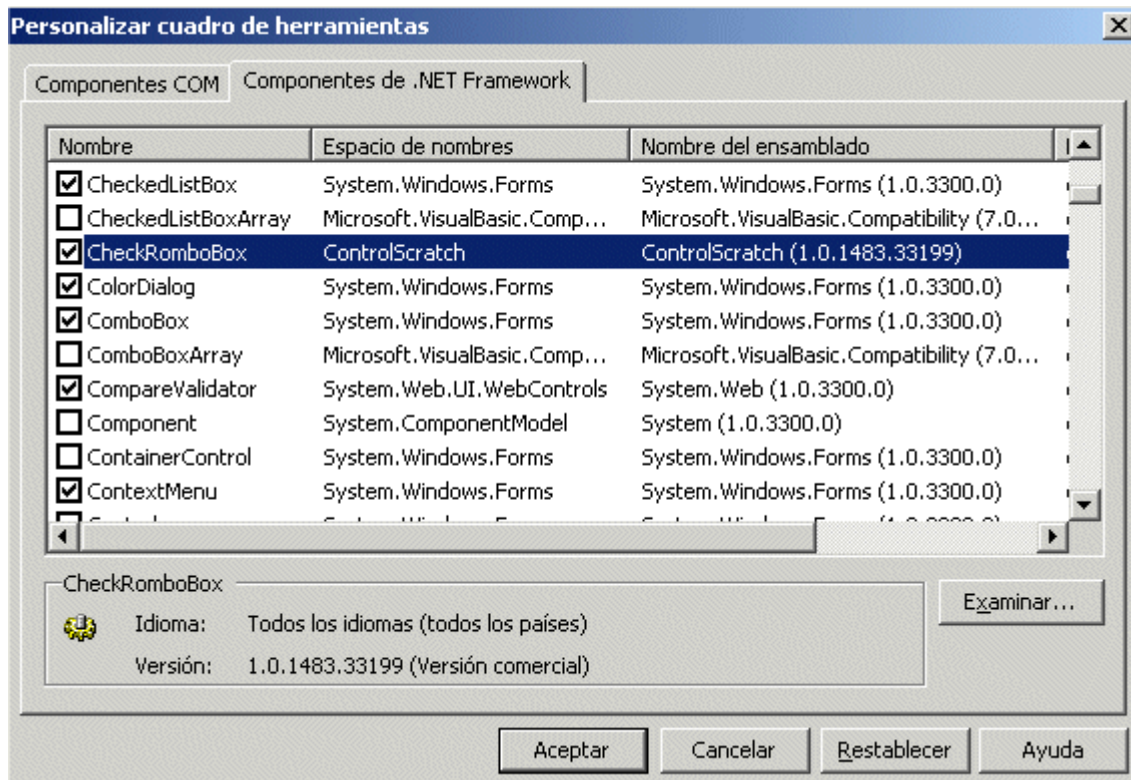 Personalizar cuadro de herramientas
Componentes COM Componentes de .NET Framework
Nombre Espacio de nombres Nombre del ensamblado
CheckedListBox System.Windows.Forms System.Windows.Forms (1.0.3300.0)
CheckedListBoxArray Microsoft.VisualBasic.Comp... Microsoft.VisualBasic.Compatibility (7.0...
CheckRomboBox ControlScratch ControlScratch (1.0.1483.33199)
ColorDialog System.Windows.Forms System.Windows.Forms (1.0.3300.0)
ComboBox System.Windows.Forms System.Windows.Forms (1.0.3300.0)
ComboBoxArray Microsoft.VisualBasic.Comp... Microsoft.VisualBasic.Compatibility (7.0...
CompareValidator System.Web.UI.WebControls System.Web (1.0.3300.0)
Component System.ComponentModel System (1.0.3300.0)
ContainerControl System.Windows.Forms System.Windows.Forms (1.0.3300.0)
ContextMenu System.Windows.Forms System.Windows.Forms (1.0.3300.0)
CheckRomboBox
Examinar...
Idioma: Todos los idiomas (todos los países)
Versión: 1.0.1483.33199 (Versión comercial)
Aceptar Cancelar Restablecer Ayuda